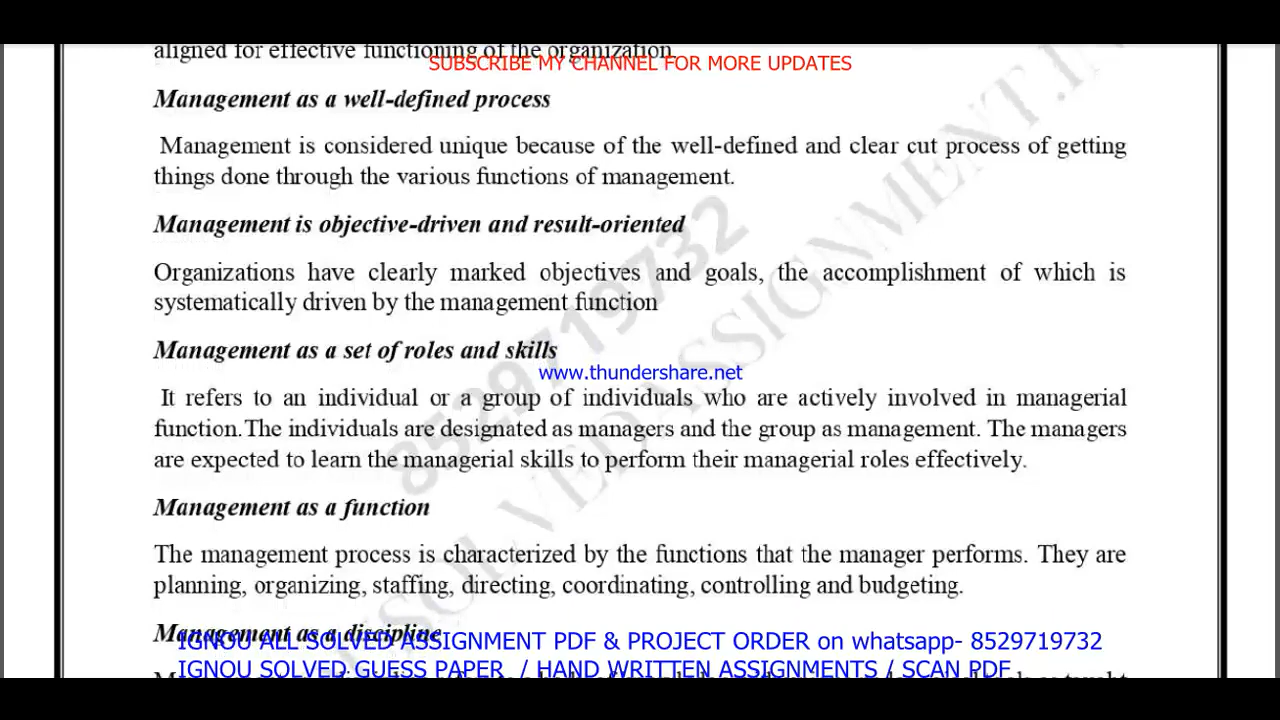 aligned for effective functioning of the organization.
SUBSCRIBE MY CHANNEL FOR MORE UPDATES
Management as a well-defined process
Management is considered unique because of the well-defined and clear cut process of getting
things done through the various functions of management.
Management is objective-driven and result-oriented
Organizations have clearly marked objectives and goals, the accomplishment of which is
systematically driven by the management function
Management as a set of roles and skills
www.thundershare.net
It refers to an individual or a group of individuals who are actively involved in managerial
function.The individuals are designated as managers and the group as management. The managers
are expected to learn the managerial skills to perform their managerial roles effectively.
Management as a function
The management process is characterized by the functions that the manager performs. They are
planning, organizing, staffing, directing, coordinating, controlling and budgeting.
Management as a discipline
IGNOU ALL SOLVED ASSIGNMENT PDF & PROJECT ORDER on whatsapp- 8529719732
IGNOU SOLVED GUESS PAPER / HAND WRITTEN ASSIGNMENTS / SCAN PDF
8529719732
SOLVED ASSIGNMENT.IN